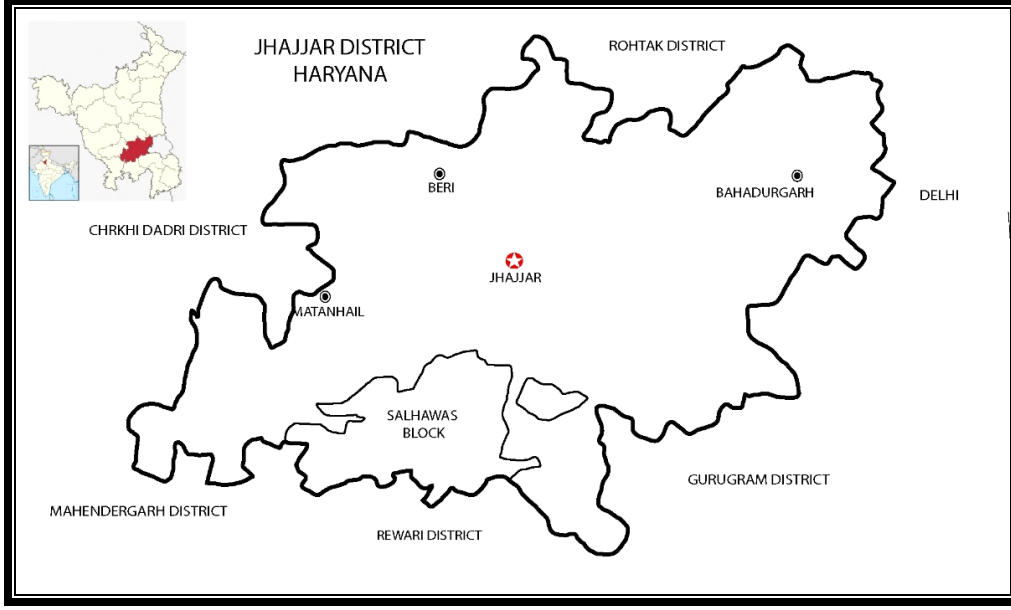 JHAJJAR DISTRICT
HARYANA
ROHTAK DISTRICT
BERI
BAHADURGARH
DELHI
CHRKHI DADRI DISTRICT
JHAJJAR
MATANHAIL
SALHAWAS
BLOCK
GURUGRAM DISTRICT
MAHENDERGARH DISTRICT
REWARI DISTRICT